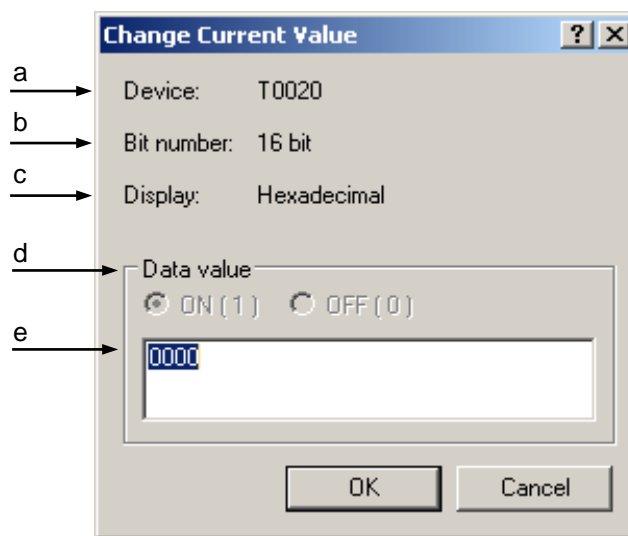 Change Current Value
a
Device: T0020
b
Bit number: 16 bit
c
Display: Hexadecimal
d
Data value
ON ( 1 ) OFF ( 0 )
e
0000
OK Cancel